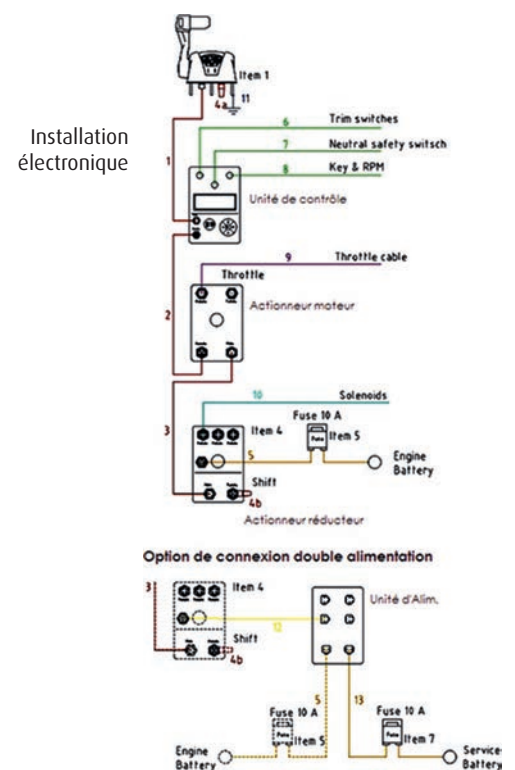 Item 1
4a
11
Installation
électronique
1
6
Trim switches
7
Neutral safety switsch
8
Key & RPM
Unité de contrôle
9
Throttle cable
Throttle
Actionneur moteur
2
10
Solenoids
3
Fuse 10 A
Item 4
Item 5
5
Engine
Battery
Shift
4b
Actionneur réducteur
Option de connexion double alimentation
3
Item 4
Unité d'Alim.
12
Shift
4b
5
13
Fuse 10 A
Fuse 10 A
Item 5
Item 7
Engine
Battery
Service
Battery